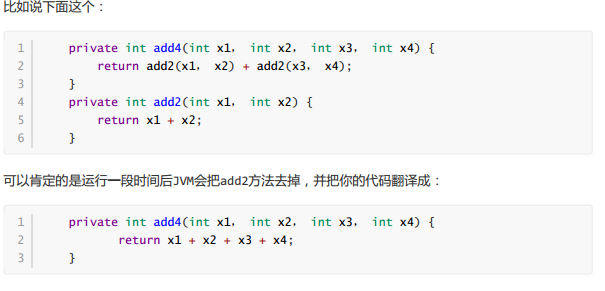 比如说下面这个：
1 private int add4(int x1， int x2， int x3， int x4) {
2 return add2(x1， x2) + add2(x3， x4);
3 }
4 private int add2(int x1， int x2) {
5 return x1 + x2;
6 }
可以肯定的是运行一段时间后JVM会把add2方法去掉，并把你的代码翻译成：
1 private int add4(int x1， int x2， int x3， int x4) {
2 return x1 + x2 + x3 + x4;
3 }